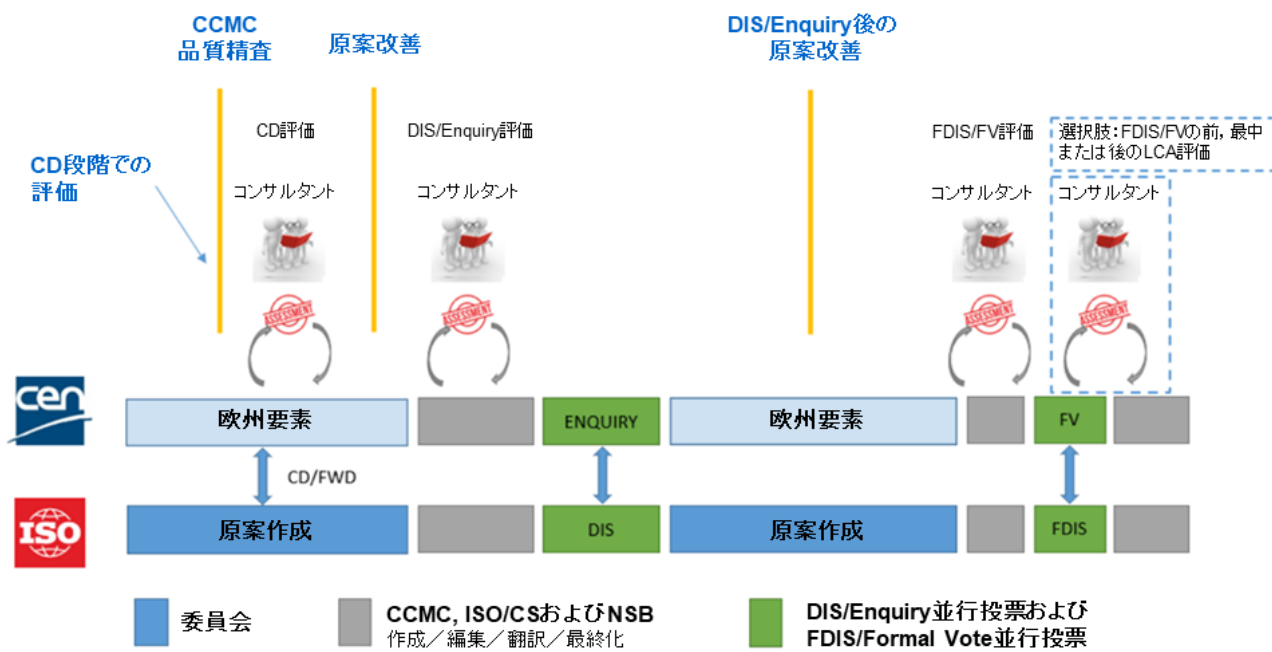 CCMC
品質精査
原案改善
DIS/Enquiry後の
原案改善
CD段階での
評価
CD評価
コンサルタント
ASSESSMENT
DIS/Enquiry評価
コンサルタント
ASSESSMENT
FDIS/FV評価
コンサルタント
ASSESSMENT
選択肢：FDIS/FVの前, 最中
または後のLCA評価
コンサルタント
ASSESSMENT
cen
欧州要素
ENQUIRY
欧州要素
FV
CD/FWD
ISO
原案作成
DIS
原案作成
FDIS
委員会
CCMC, ISO/CSおよびNSB
作成／編集／翻訳／最終化
DIS/Enquiry並行投票および
FDIS/Formal Vote並行投票